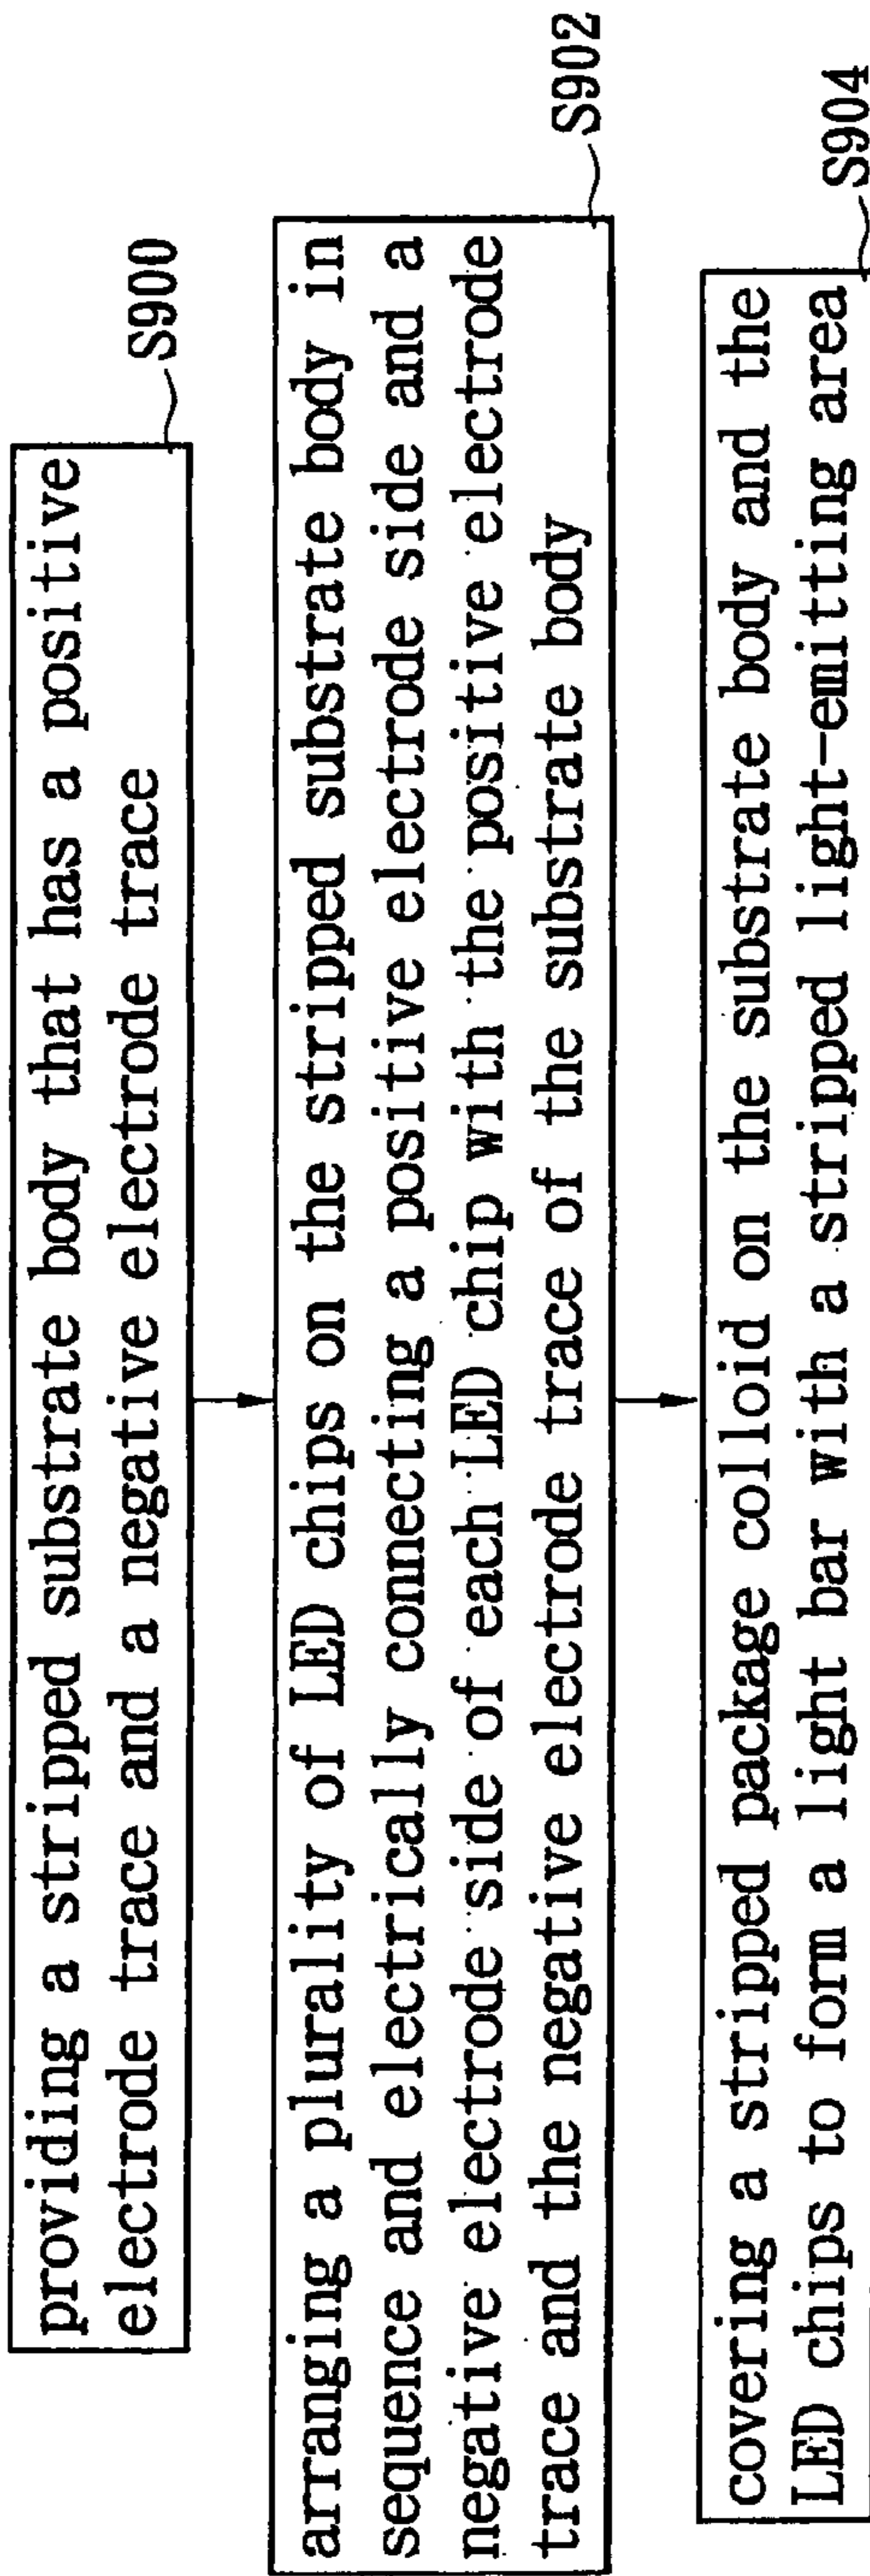 providing a stripped substrate body that has a positive
electrode trace and a negative electrode trace
S900
arranging a plurality of LED chips on the stripped substrate body in
sequence and electrically connecting a positive electrode side and a
negative electrode side of each LED chip with the positive electrode
trace and the negative electrode trace of the substrate body
S902
covering a stripped package colloid on the substrate body and the
LED chips to form a light bar with a stripped light-emitting area
S904